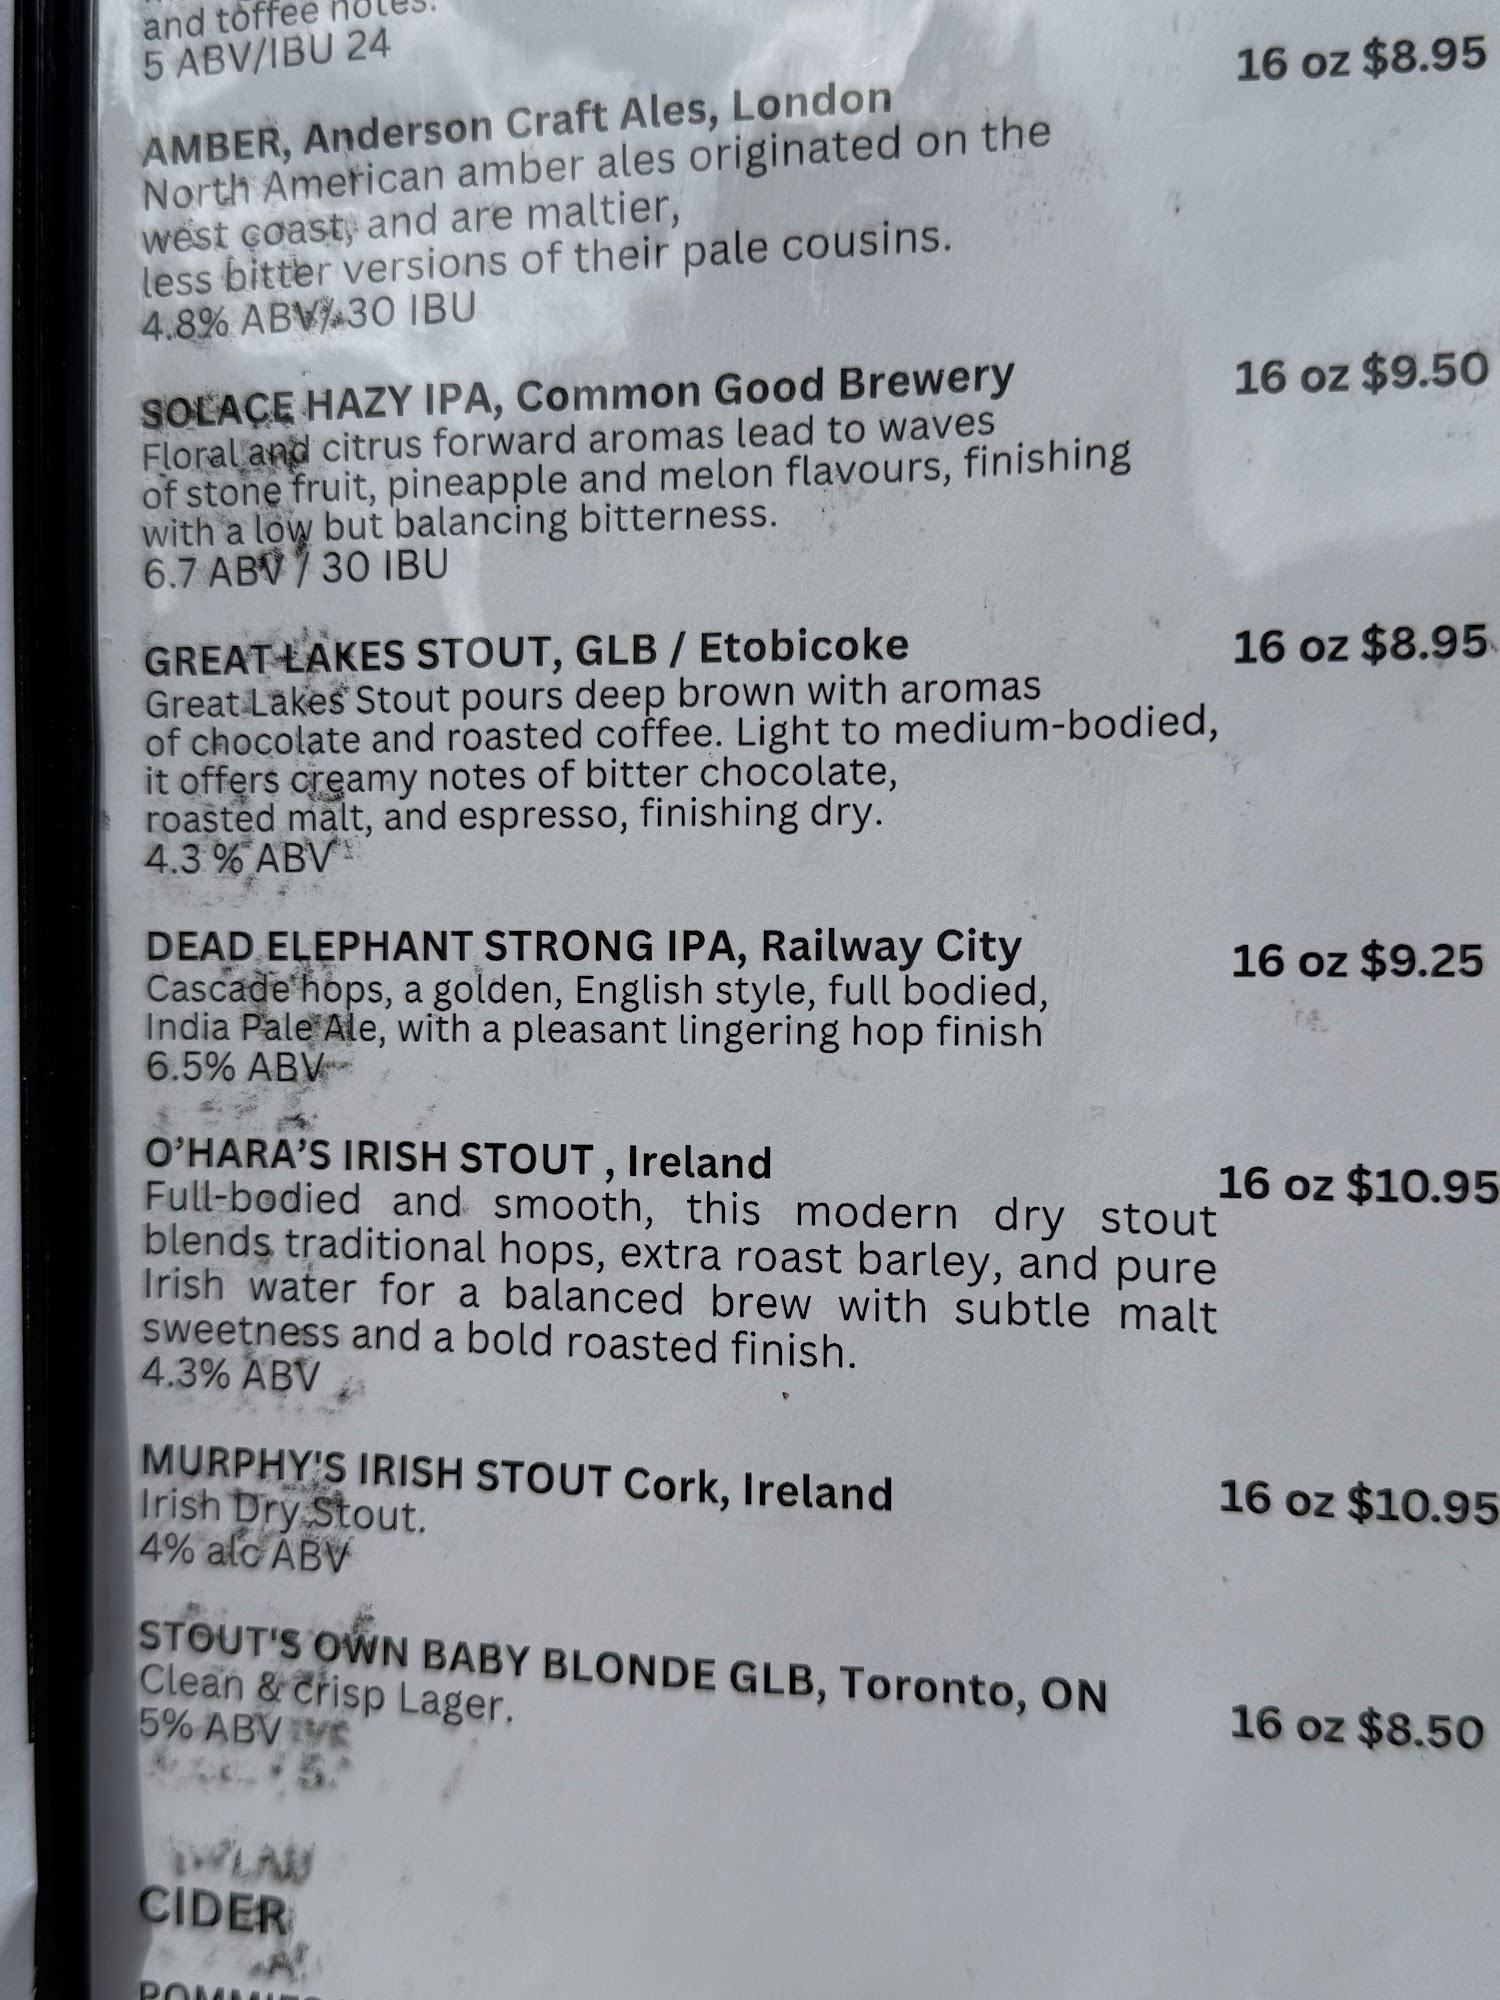 and toffee notes.
5 ABV/IBU 24
16 oz $8.95
AMBER, Anderson Craft Ales, London
North American amber ales originated on the
west coast, and are maltier,
less bitter versions of their pale cousins.
4.8% ABV/ 30 IBU
16 oz $9.50
SOLACE HAZY IPA, Common Good Brewery
Floral and citrus forward aromas lead to waves
of stone fruit, pineapple and melon flavours, finishing
with a low but balancing bitterness.
6.7 ABV / 30 IBU
GREAT LAKES STOUT, GLB / Etobicoke
16 oz $8.95
Great Lakes Stout pours deep brown with aromas
of chocolate and roasted coffee. Light to medium-bodied,
it offers creamy notes of bitter chocolate,
roasted malt, and espresso, finishing dry.
4.3 % ABV
DEAD ELEPHANT STRONG IPA, Railway City
16 oz $9.25
Cascade hops, a golden, English style, full bodied,
India Pale Ale, with a pleasant lingering hop finish
6.5% ABV
O'HARA'S IRISH STOUT , Ireland
16 oz $10.95
Full-bodied and smooth, this modern dry stout
blends traditional hops, extra roast barley, and pure
Irish water for a balanced brew with subtle malt
sweetness and a bold roasted finish.
4.3% ABV
MURPHY'S IRISH STOUT Cork, Ireland
16 oz $10.95
Irish Dry Stout.
4% alc ABV
STOUT'S OWN BABY BLONDE GLB, Toronto, ON
16 oz $8.50
Clean & crisp Lager.
5% ABV
CIDER